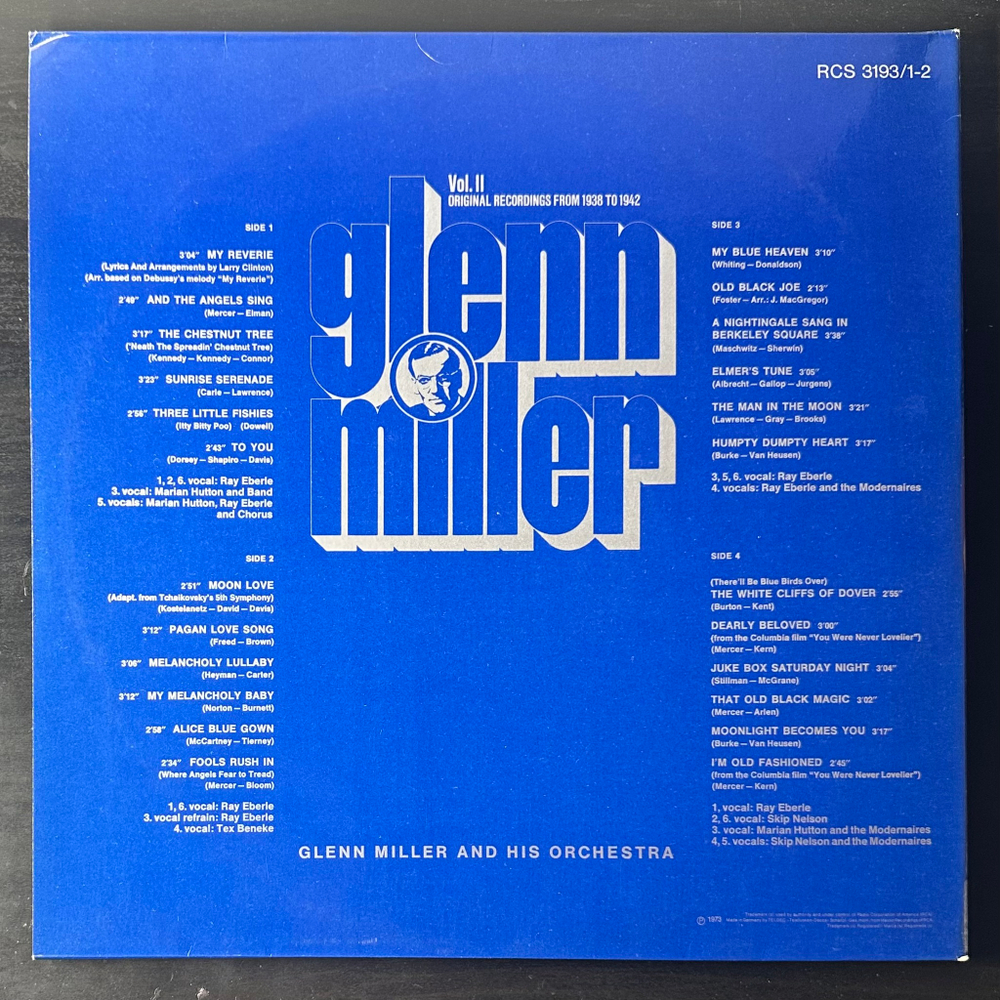 RCS 3193/1-2
Vol. II
ORIGINAL RECORDINGS FROM 1938 TO 1942
glenn
miller
SIDE 1
3'04" MY REVERIE
(Lyrics And Arrangements by Larry Clinton)
(Arr. based on Debussy's melody "My Reverie")
2'49" AND THE ANGELS SING
(Mercer – Elman)
3'17" THE CHESTNUT TREE
('Neath The Spreadin' Chestnut Tree)
(Kennedy – Kennedy – Connor)
3'23" SUNRISE SERENADE
(Carle – Lawrence)
2'56" THREE LITTLE FISHIES
(Itty Bitty Poo) (Dowell)
2'43" TO YOU
(Dorsey – Shapiro – Davis)
1, 2, 6. vocal: Ray Eberle
3. vocal: Marian Hutton and Band
5. vocals: Marian Hutton, Ray Eberle
and Chorus
SIDE 2
2'51" MOON LOVE
(Adapt. from Tchaikovsky's 5th Symphony)
(Kostelanetz – David – Davis)
3'12" PAGAN LOVE SONG
(Freed – Brown)
3'06" MELANCHOLY LULLABY
(Heyman – Carter)
3'12" MY MELANCHOLY BABY
(Norton – Burnett)
2'58" ALICE BLUE GOWN
(McCartney – Tierney)
2'34" FOOLS RUSH IN
(Where Angels Fear to Tread)
(Mercer – Bloom)
1, 6. vocal: Ray Eberle
3. vocal refrain: Ray Eberle
4. vocal: Tex Beneke
SIDE 3
MY BLUE HEAVEN 3'10"
(Whiting – Donaldson)
OLD BLACK JOE 2'13"
(Foster – Arr.: J. MacGregor)
A NIGHTINGALE SANG IN
BERKELEY SQUARE 3'38"
(Maschwitz – Sherwin)
ELMER'S TUNE 3'05"
(Albrecht – Gallop – Jurgens)
THE MAN IN THE MOON 3'21"
(Lawrence – Gray – Brooks)
HUMPTY DUMPTY HEART 3'17"
(Burke – Van Heusen)
3, 5, 6. vocal: Ray Eberle
4. vocals: Ray Eberle and the Modernaires
SIDE 4
(There'll Be Blue Birds Over)
THE WHITE CLIFFS OF DOVER 2'55"
(Burton – Kent)
DEARLY BELOVED 3'00"
(from the Columbia film "You Were Never Lovelier")
(Mercer – Kern)
JUKE BOX SATURDAY NIGHT 3'04"
(Stillman – McGrane)
THAT OLD BLACK MAGIC 3'02"
(Mercer – Arlen)
MOONLIGHT BECOMES YOU 3'17"
(Burke – Van Heusen)
I'M OLD FASHIONED 2'45"
(from the Columbia film "You Were Never Lovelier")
(Mercer – Kern)
1, vocal: Ray Eberle
2, 6. vocal: Skip Nelson
3. vocal: Marian Hutton and the Modernaires
4, 5. vocals: Skip Nelson and the Modernaires
GLENN MILLER AND HIS ORCHESTRA
Ⓟ 1973